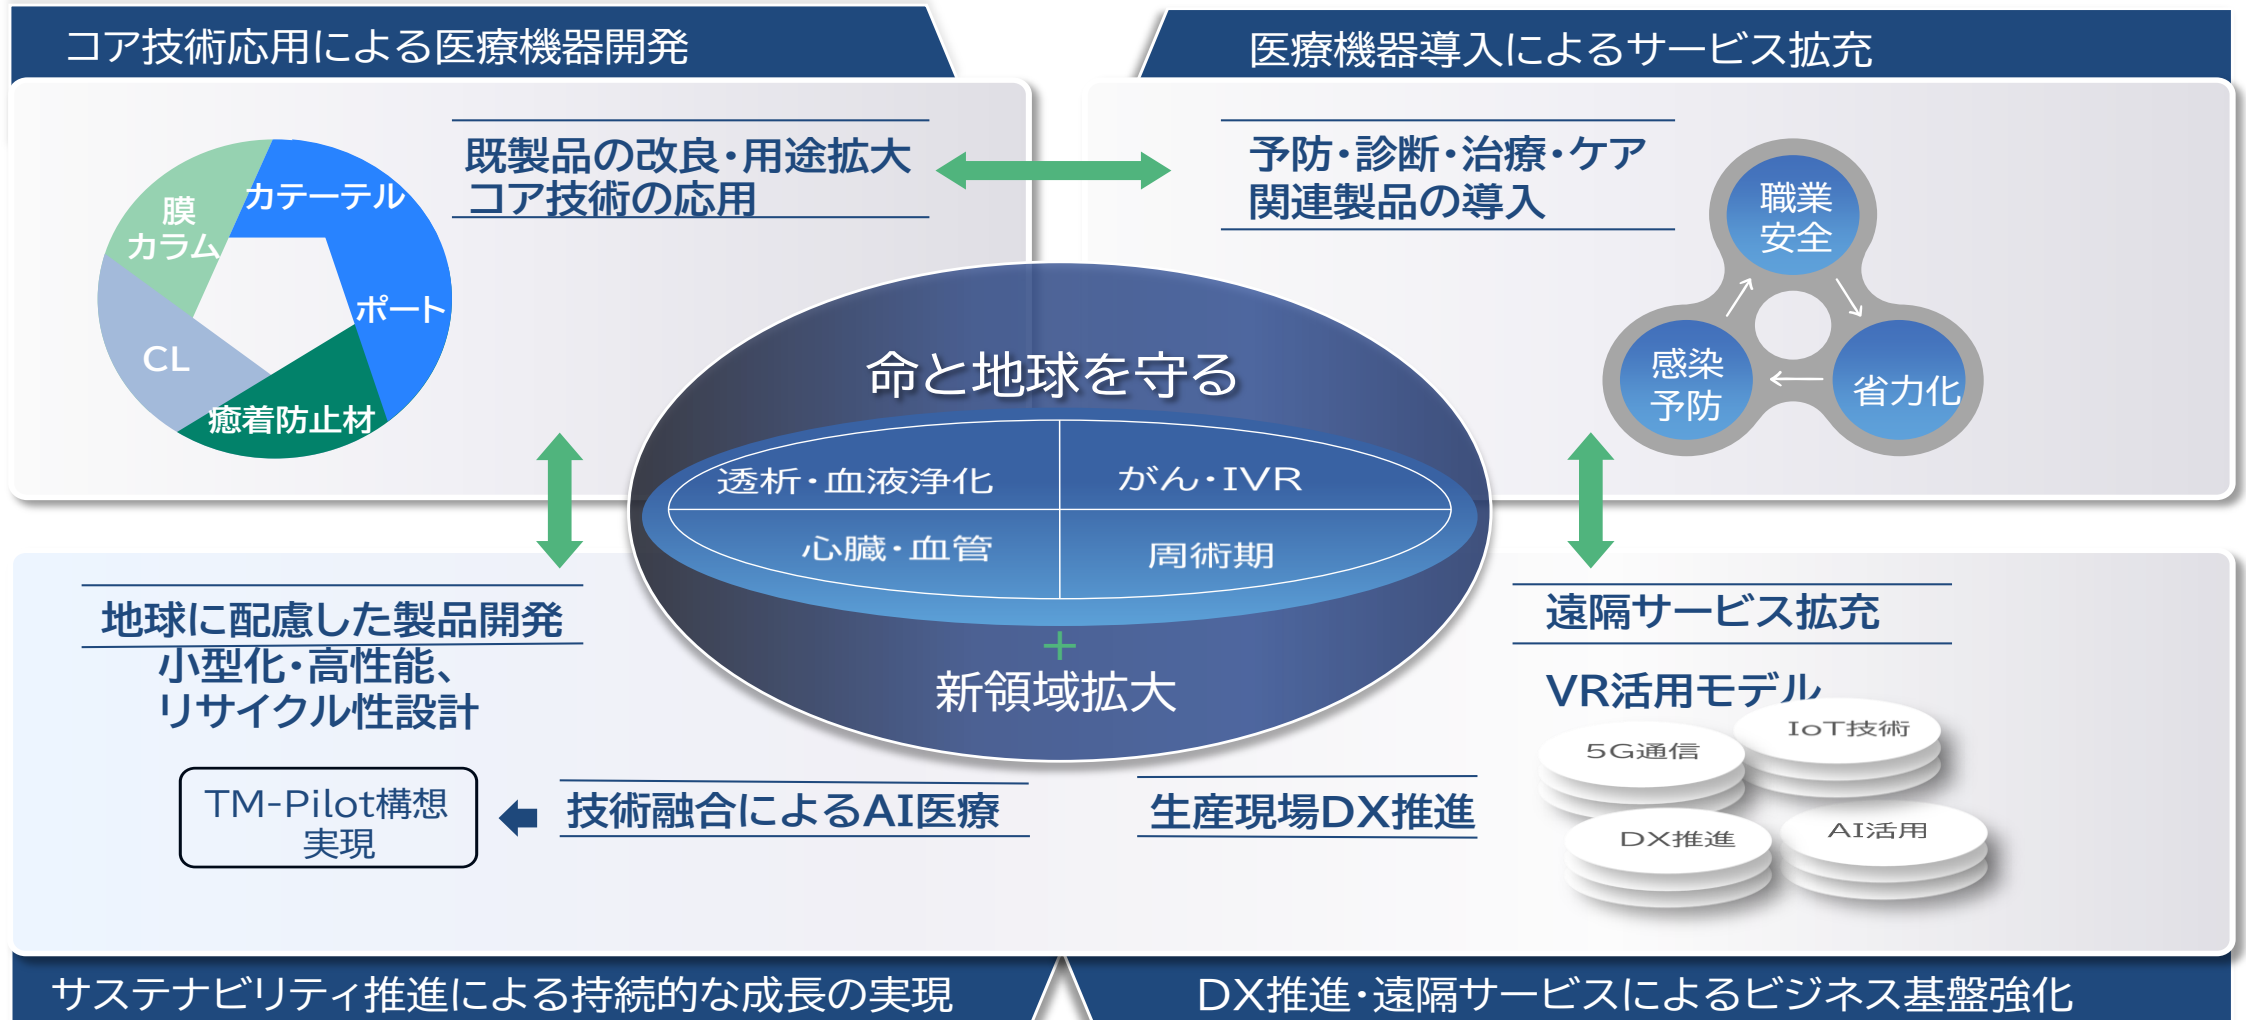 コア技術応用による医療機器開発
医療機器導入によるサービス拡充
既製品の改良・用途拡大
コア技術の応用
カテーテル
膜
カラム
ポート
CL
癒着防止材
予防・診断・治療・ケア
関連製品の導入
職業
安全
感染
予防
省力化
命と地球を守る
透析・血液浄化
がん・IVR
心臓・血管
周術期
+
新領域拡大
地球に配慮した製品開発
小型化・高性能、
リサイクル性設計
TM-Pilot構想
実現
技術融合によるAI医療
生産現場DX推進
遠隔サービス拡充
VR活用モデル
IoT技術
5G通信
DX推進
AI活用
サステナビリティ推進による持続的な成長の実現
DX推進・遠隔サービスによるビジネス基盤強化